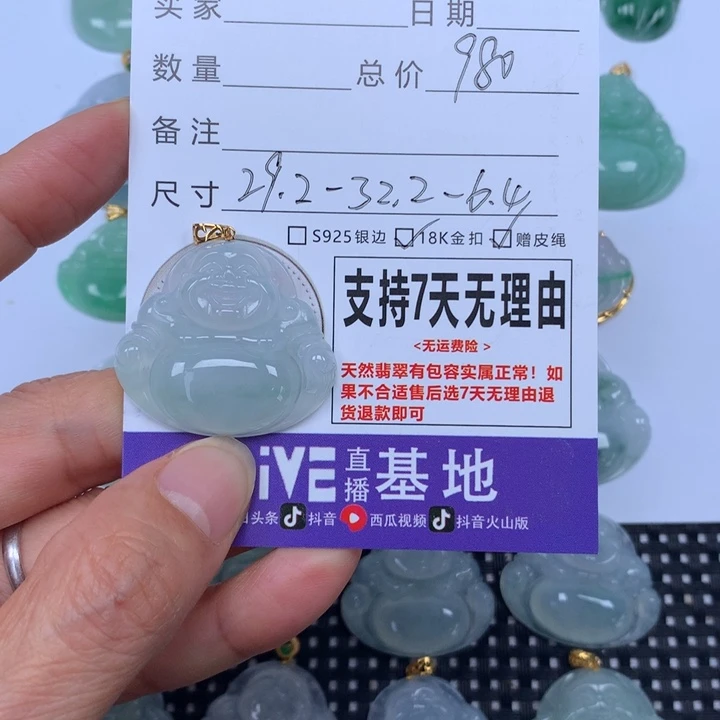 买家 日期
数量 总价 980
备注
尺寸 29.2-32.2-6.4
S925银边 18K金扣 赠皮绳
支持7天无理由
<无运费险 >
天然翡翠有包容实属正常！如
果不合适售后选7天无理由退
货退款即可
iVE 直播 基地
头条 抖音 西瓜视频 抖音火山版